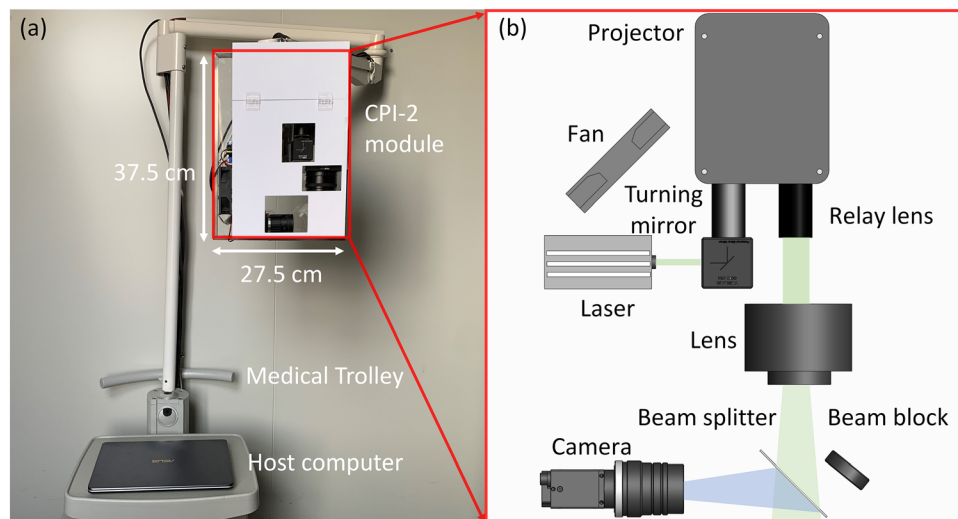 (a)
CPI-2
module
37.5 cm
27.5 cm
Medical Trolley
Host computer
ASUS
(b)
Projector
Fan
Turning
mirror
Relay lens
Laser
Lens
Beam splitter
Beam block
Camera